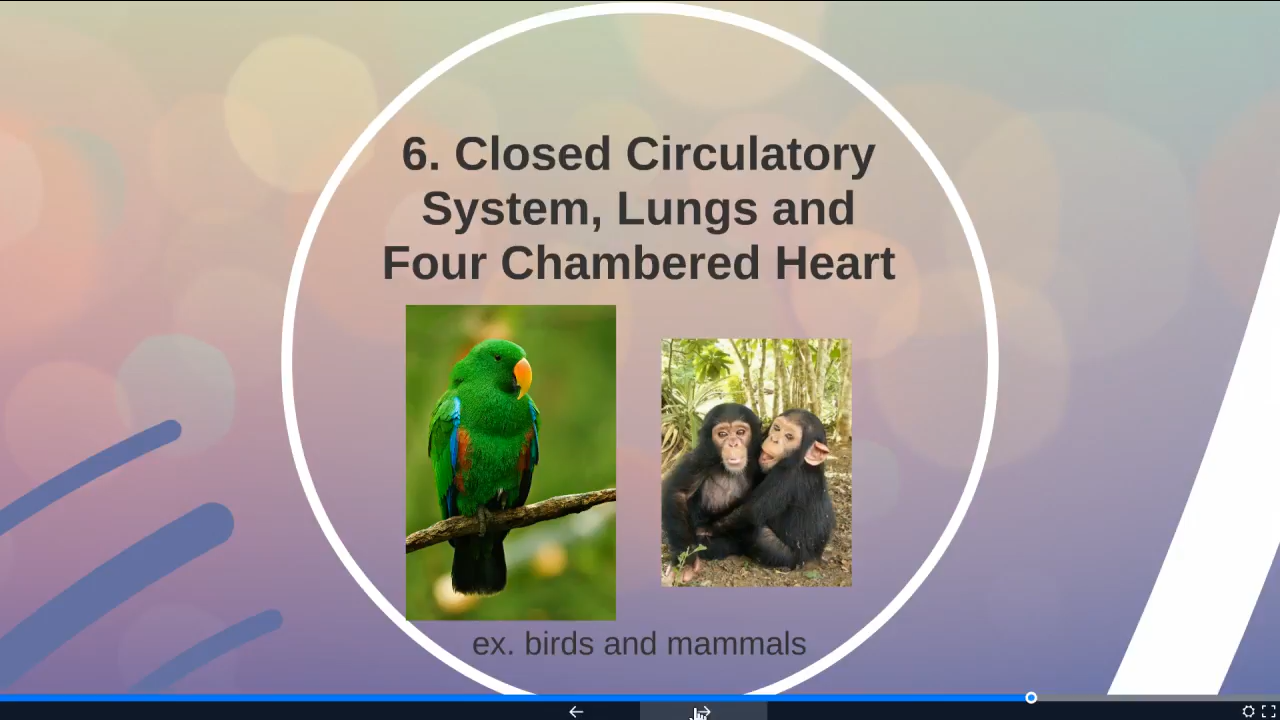 6. Closed Circulatory
System, Lungs and
Four Chambered Heart
ex. birds and mammals